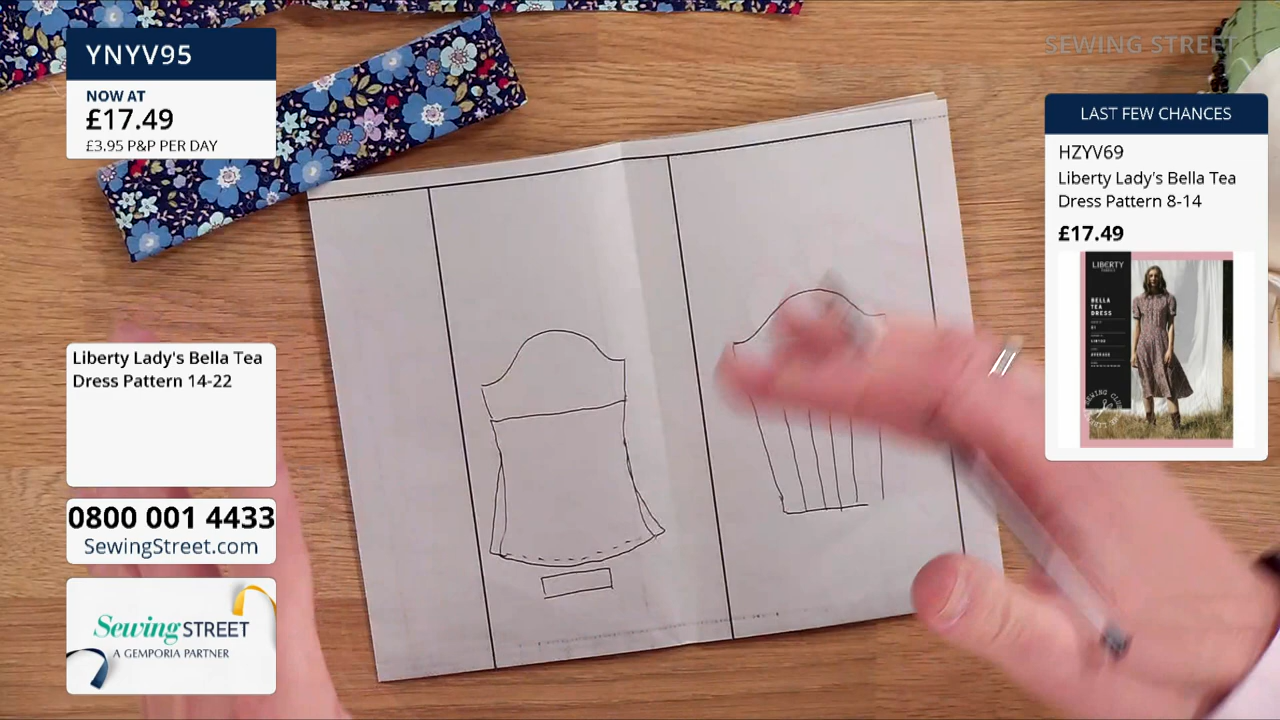 YNYV95
NOW AT
£17.49
£3.95 P&P PER DAY
Liberty Lady's Bella Tea
Dress Pattern 14-22
0800 001 4433
SewingStreet.com
Sewing STREET
A GEMPORIA PARTNER
SEWING STREET
LAST FEW CHANCES
HZYV69
Liberty Lady's Bella Tea
Dress Pattern 8-14
£17.49
LIBERTY
BELLA
TEA
DRESS